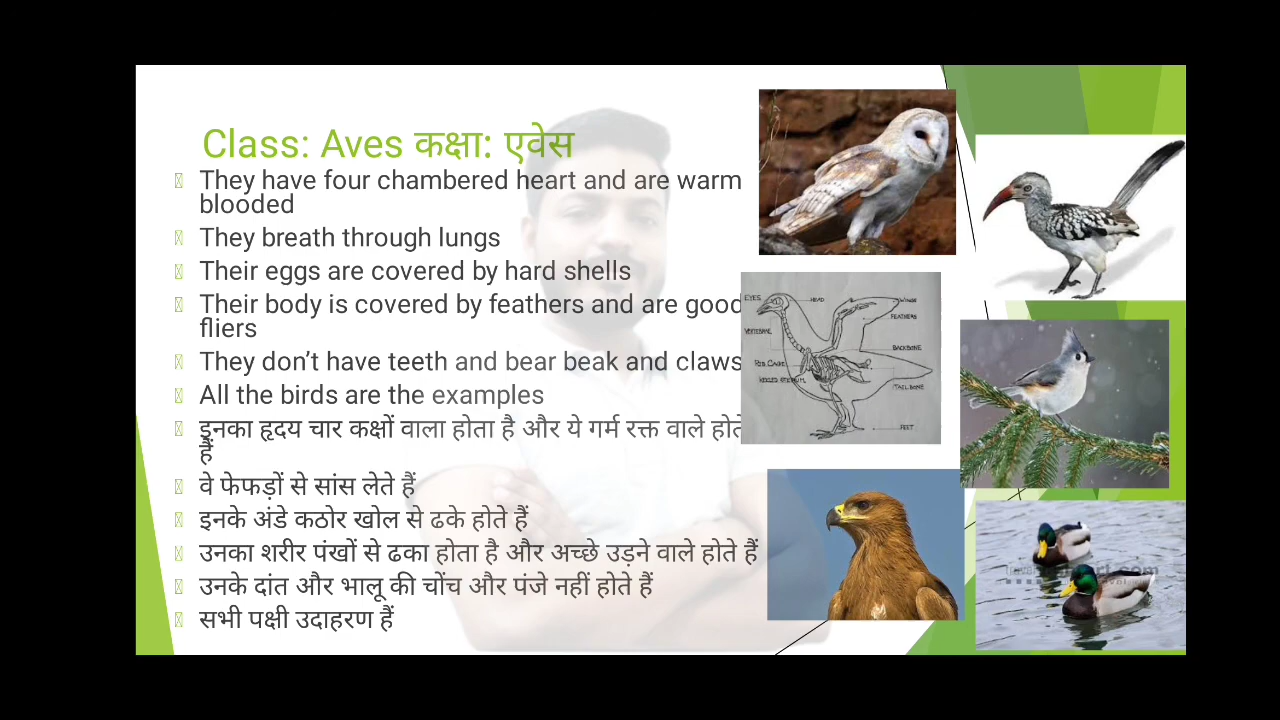 Class: Aves कक्षा: एवेस
They have four chambered heart and are warm
blooded
They breath through lungs
Their eggs are covered by hard shells
Their body is covered by feathers and are good
fliers
They don’t have teeth and bear beak and claws
All the birds are the examples
इनका हृदय चार कक्षों वाला होता है और ये गर्म रक्त वाले होते
हैं
वे फेफड़ों से सांस लेते हैं
इनके अंडे कठोर खोल से ढके होते हैं
उनका शरीर पंखों से ढका होता है और अच्छे उड़ने वाले होते हैं
उनके दांत और भालू की चोंच और पंजे नहीं होते हैं
सभी पक्षी उदाहरण हैं
EYES
HEAD
WINGS
FEATHERS
VERTEBRAE
BACKBONE
RIB CAGE
KEELED STERNUM
TAIL BONE
FEET